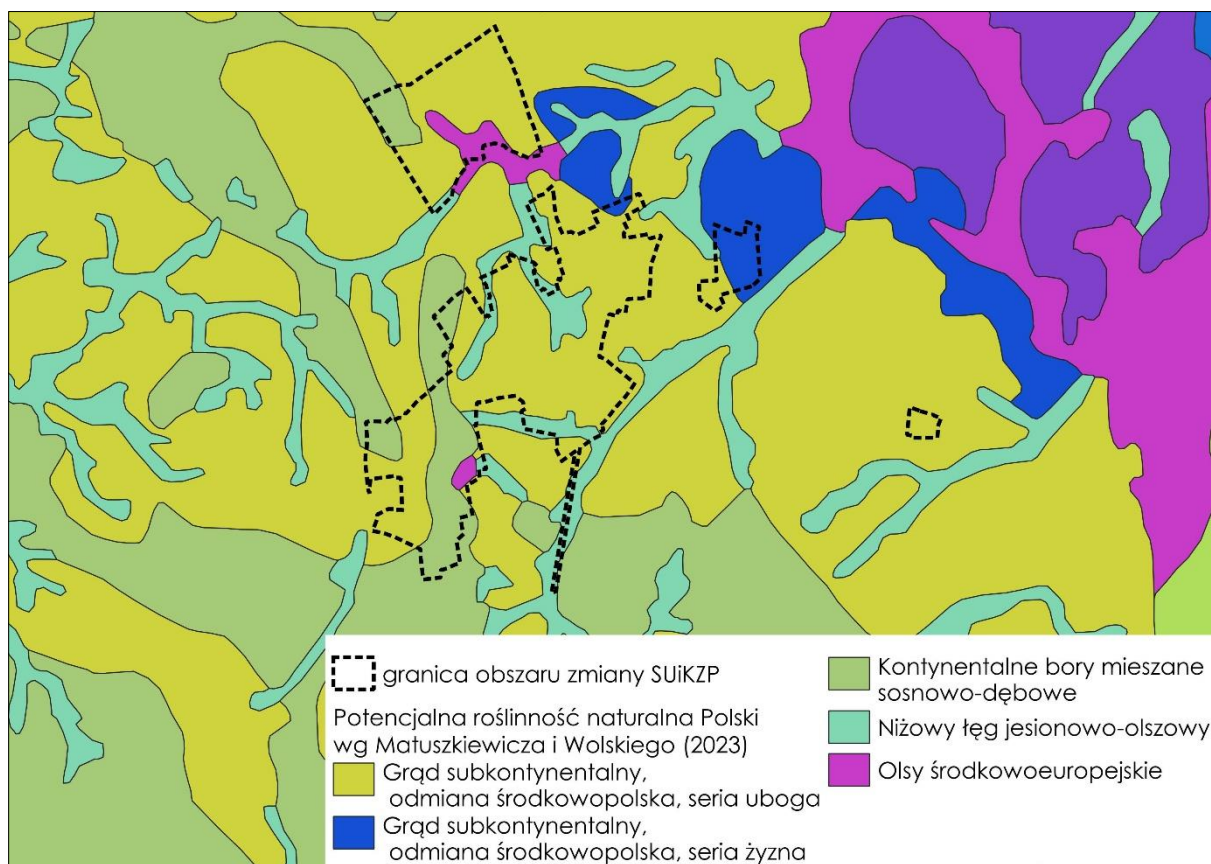 granica obszaru zmiany SUiKZP
Potencjalna roślinność naturalna Polski
wg Matuszkiewicza i Wolskiego (2023)
Grąd subkontynentalny,
odmiana środkowopolska, seria uboga
Grąd subkontynentalny,
odmiana środkowopolska, seria żyzna
Kontynentalne bory mieszane
sosnowo-dębowe
Niżowy łęg jesionowo-olszowy
Olsy środkowoeuropejskie